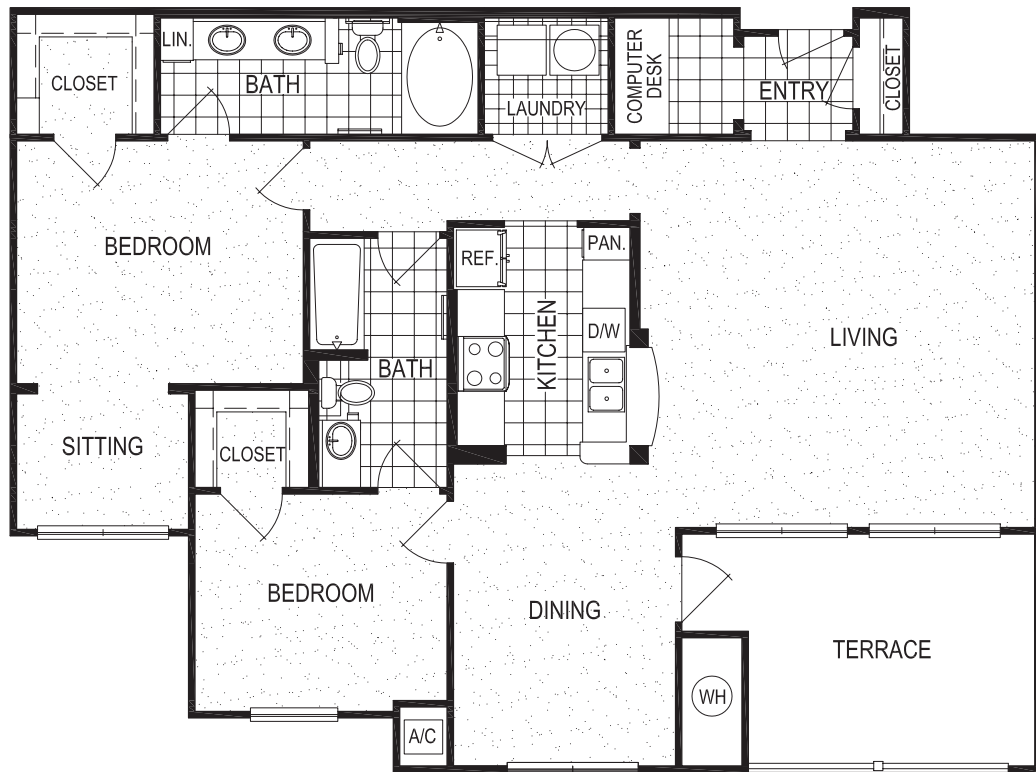 LIN.
CLOSET
BATH
LAUNDRY
COMPUTER
DESK
ENTRY
CLOSET
BEDROOM
REF.
PAN.
KITCHEN
D/W
LIVING
BATH
SITTING
CLOSET
BEDROOM
DINING
TERRACE
WH
A/C